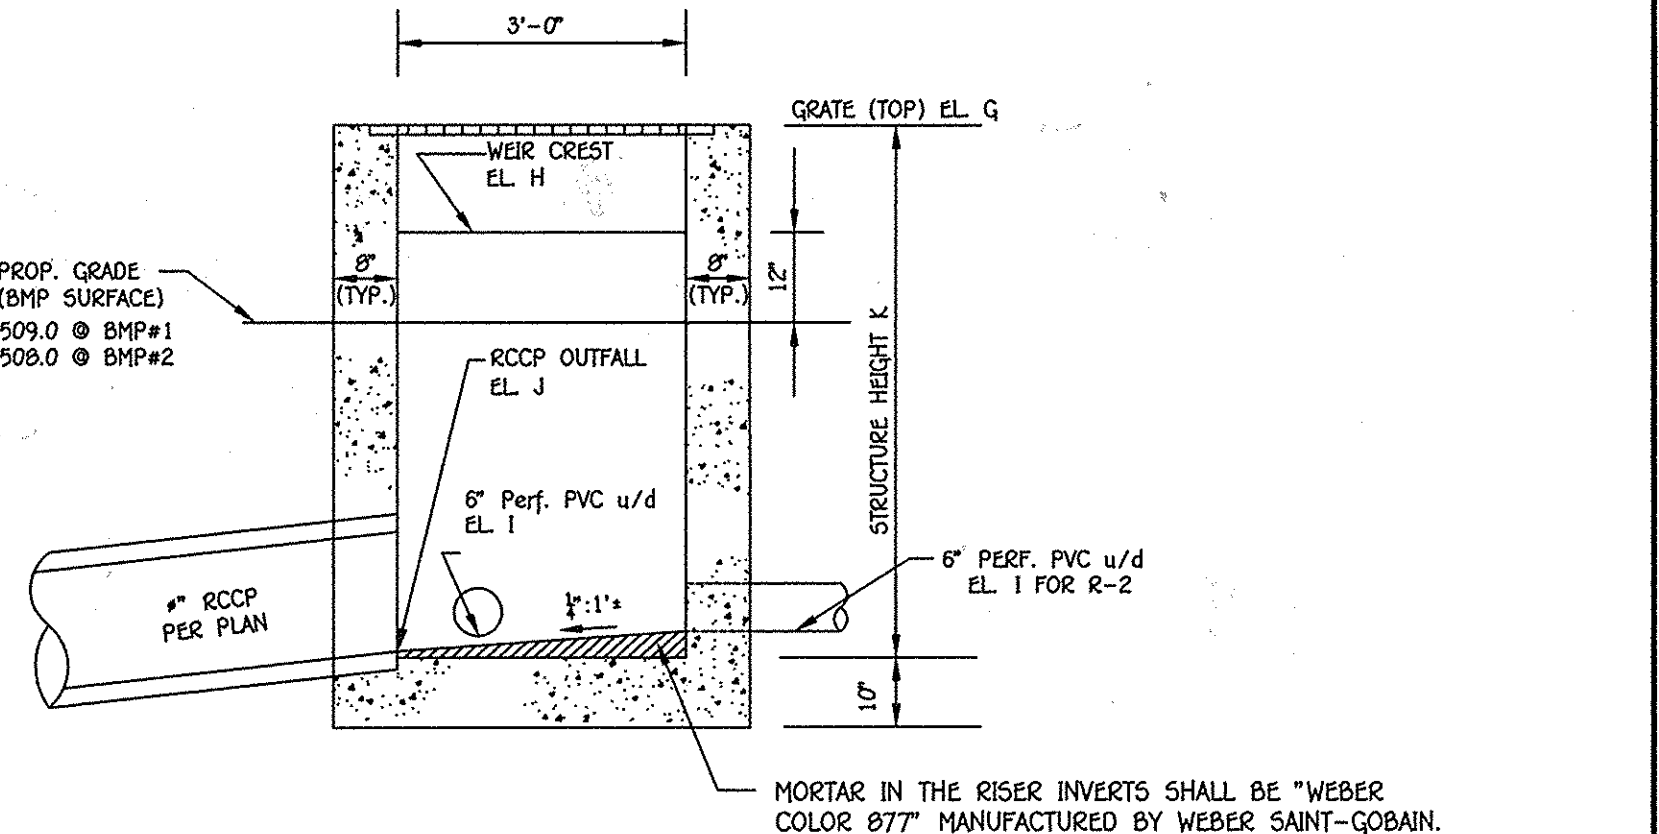 3'-0"
GRATE (TOP) EL. G
WEIR CREST
EL. H
PROP. GRADE
(BMP SURFACE)
509.0 @ BMP#1
508.0 @ BMP#2
8"
(TYP.)
8"
(TYP.)
12"
RCCP OUTFALL
EL. J
STRUCTURE HEIGHT K
6" Perf. PVC u/d
EL. I
6" PERF. PVC u/d
EL. I FOR R-2
#" RCCP
PER PLAN
1/4":1'±
10"
MORTAR IN THE RISER INVERTS SHALL BE "WEBER
COLOR 877" MANUFACTURED BY WEBER SAINT-GOBAIN.